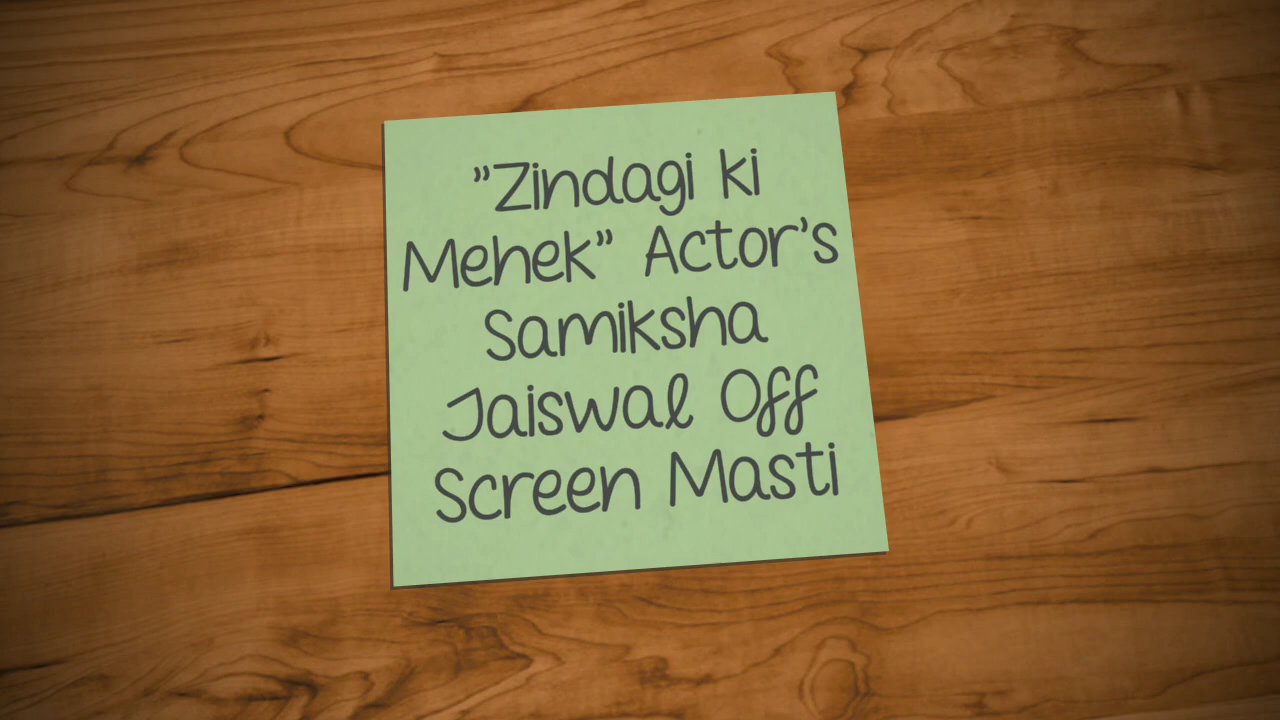 ”Zindagi ki
Mehek” Actor’s
Samiksha
Jaiswal Off
Screen Masti